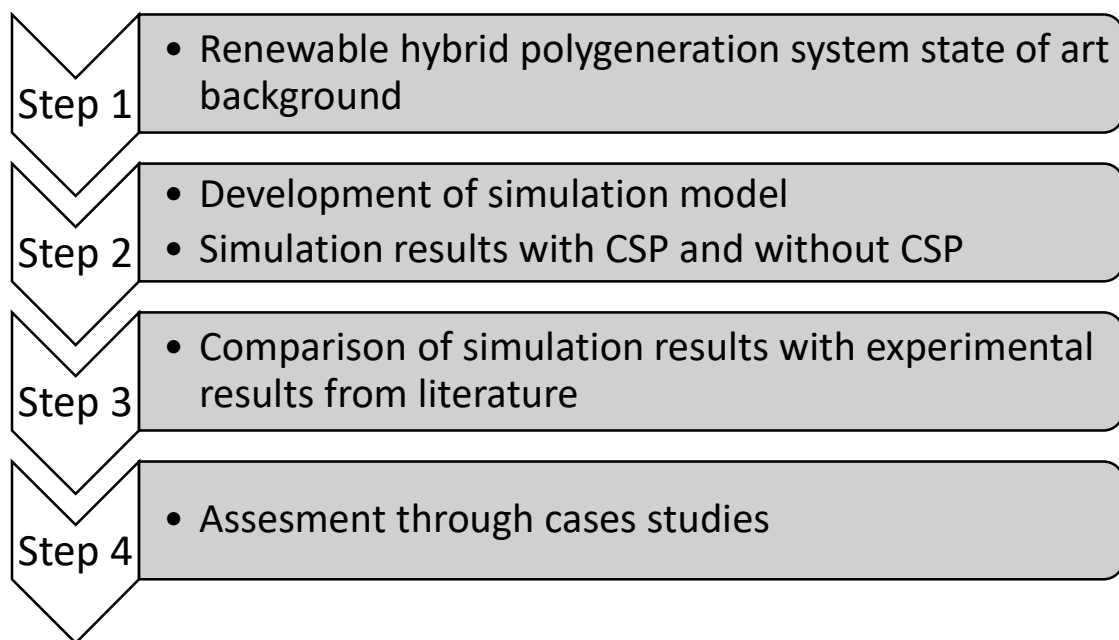 Step 1
• Renewable hybrid polygeneration system state of art
background
Step 2
• Development of simulation model
• Simulation results with CSP and without CSP
Step 3
• Comparison of simulation results with experimental
results from literature
Step 4
• Assesment through cases studies